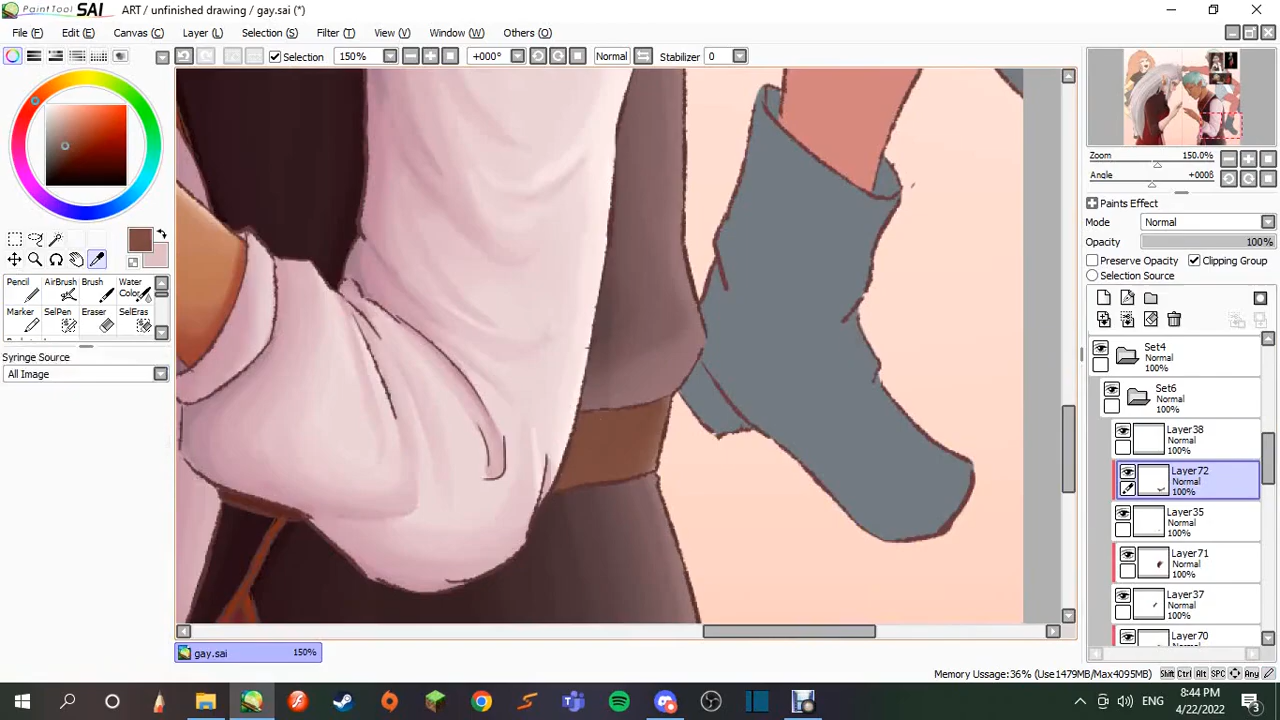 PaintTool SAI ART / unfinished drawing / gay.sai (*)
File (F) Edit (E) Canvas (C) Layer (L) Selection (S) Filter (T) View (V) Window (W) Others (O)
Selection 150% +000° Normal Stabilizer 0
Zoom 150.0%
Angle +000ß
Paints Effect
Mode Normal
Opacity 100%
Preserve Opacity Clipping Group
Selection Source
Pencil AirBrush Brush Water Color
Marker SelPen Eraser SelEras
Syringe Source
All Image
Set4
Normal
100%
Set6
Normal
100%
Layer38
Normal
100%
Layer72
Normal
100%
Layer35
Normal
100%
Layer71
Normal
100%
Layer37
Normal
100%
Layer70
Normal
gay.sai 150%
Memory Ussage:36% (Use1479MB/Max4095MB) Shift Ctrl Alt SPC Any
ENG
8:44 PM
4/22/2022
3